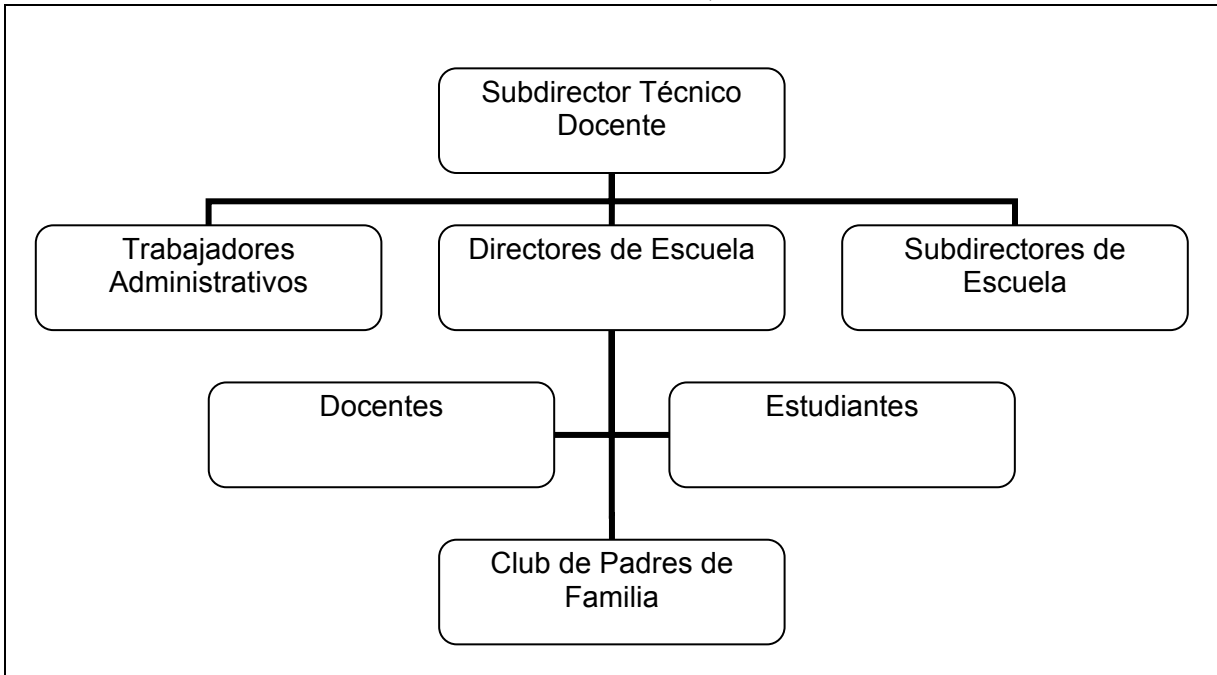 Subdirector Técnico
Docente
Trabajadores
Administrativos
Directores de Escuela
Subdirectores de
Escuela
Docentes
Estudiantes
Club de Padres de
Familia